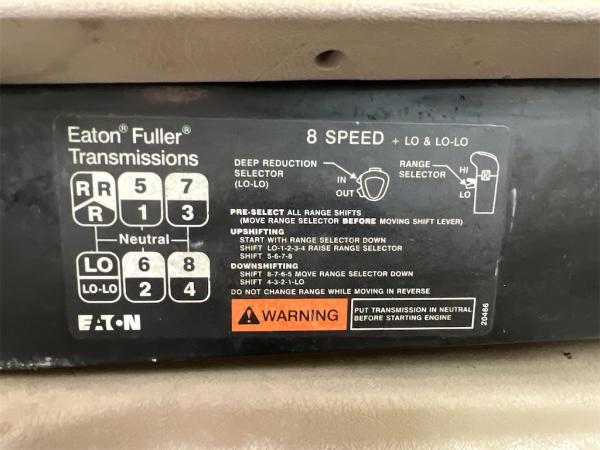 Eaton® Fuller®
Transmissions
R R 5 7
R 1 3
Neutral
LO 6 8
LO-LO 2 4
EATON
8 SPEED + LO & LO-LO
DEEP REDUCTION
SELECTOR
(LO-LO)
IN
OUT
RANGE
SELECTOR
HI
LO
PRE-SELECT ALL RANGE SHIFTS
(MOVE RANGE SELECTOR BEFORE MOVING SHIFT LEVER)
UPSHIFTING
START WITH RANGE SELECTOR DOWN
SHIFT LO-1-2-3-4 RAISE RANGE SELECTOR
SHIFT 5-6-7-8
DOWNSHIFTING
SHIFT 8-7-6-5 MOVE RANGE SELECTOR DOWN
SHIFT 4-3-2-1-LO
DO NOT CHANGE RANGE WHILE MOVING IN REVERSE
WARNING
PUT TRANSMISSION IN NEUTRAL
BEFORE STARTING ENGINE
20466